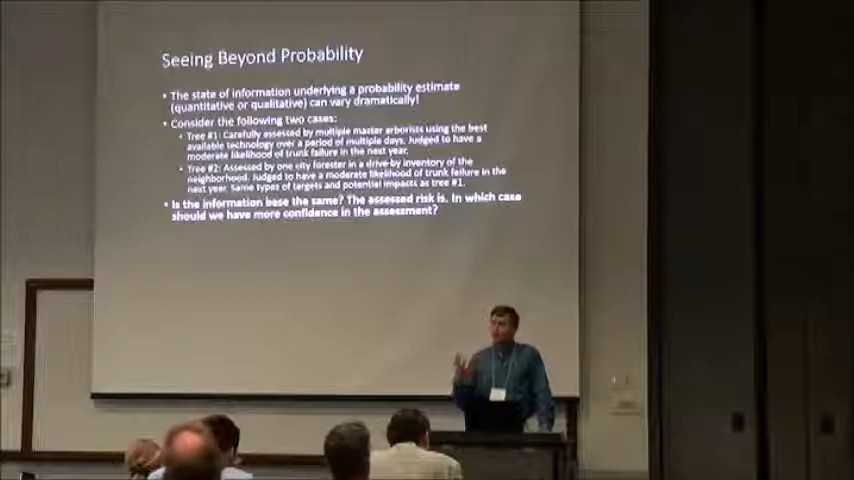 Seeing Beyond Probability
• The state of information underlying a probability estimate
(quantitative or qualitative) can vary dramatically!
• Consider the following two cases:
• Tree #1: Carefully assessed by multiple master arborists using the best
available technology over a period of multiple days. Judged to have a
moderate likelihood of trunk failure in the next year.
• Tree #2: Assessed by one city forester in a drive-by inventory of the
neighborhood. Judged to have a moderate likelihood of trunk failure in the
next year. Same types of targets and potential impacts as tree #1.
• Is the information base the same? The assessed risk is. In which case
should we have more confidence in the assessment?